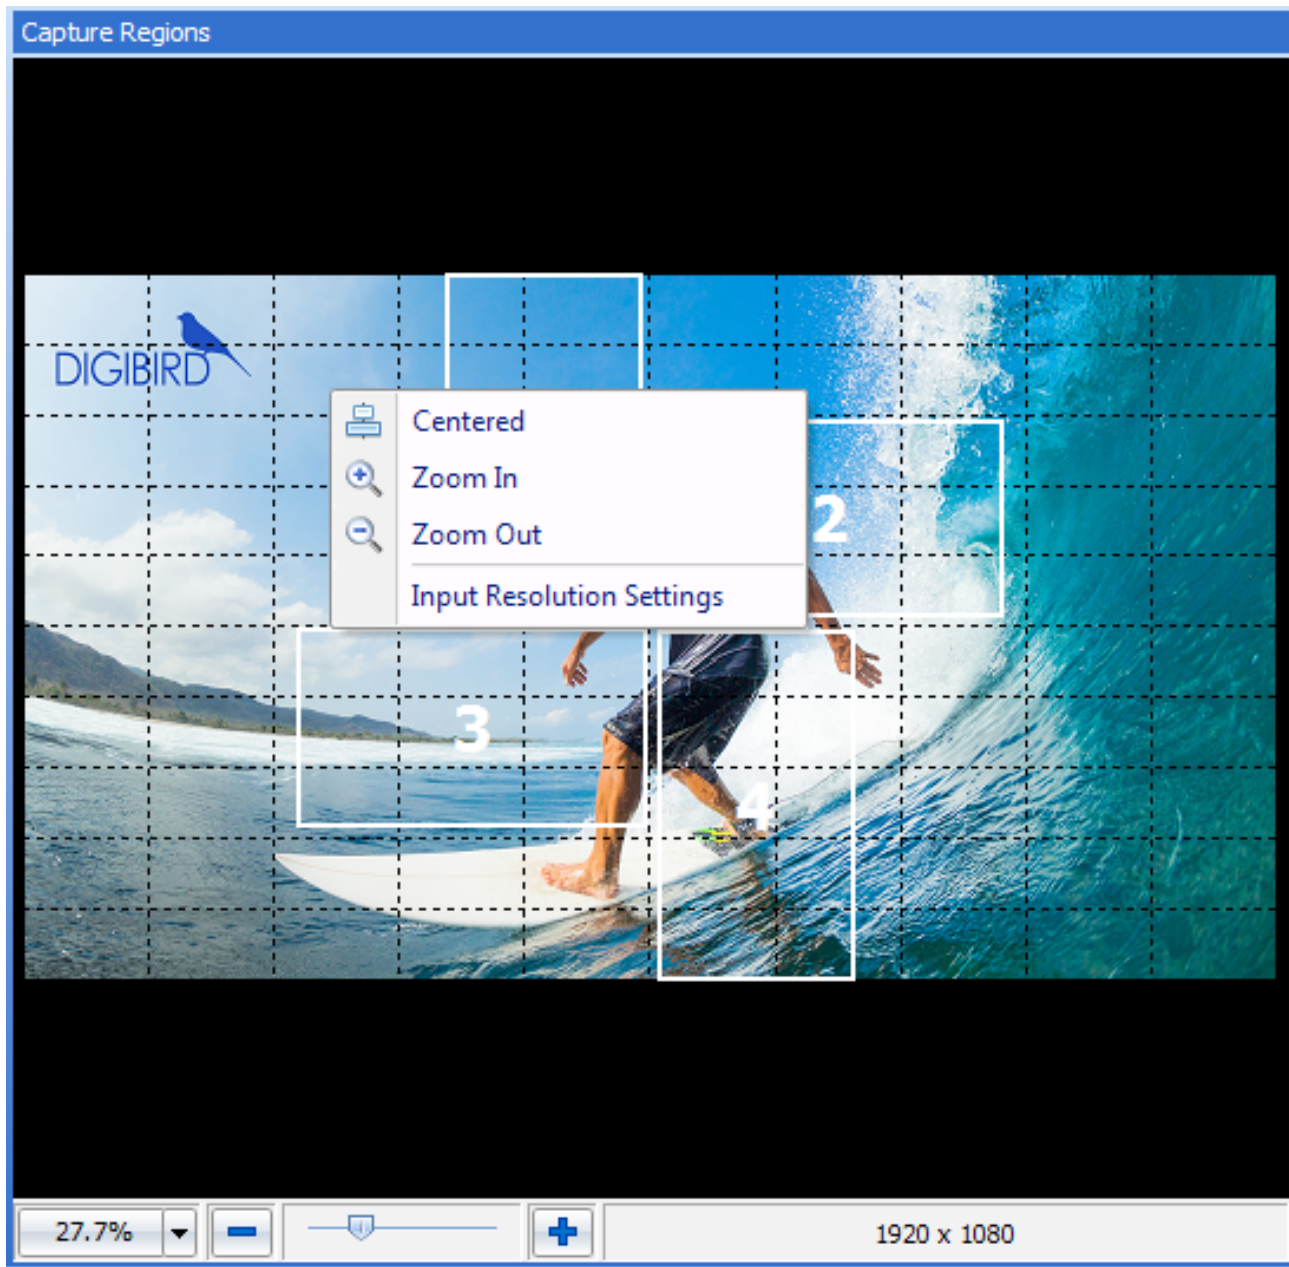 Capture Regions
DIGIBIRD
Centered
Zoom In
2
Zoom Out
Input Resolution Settings
3
4
27.7%
1920 x 1080